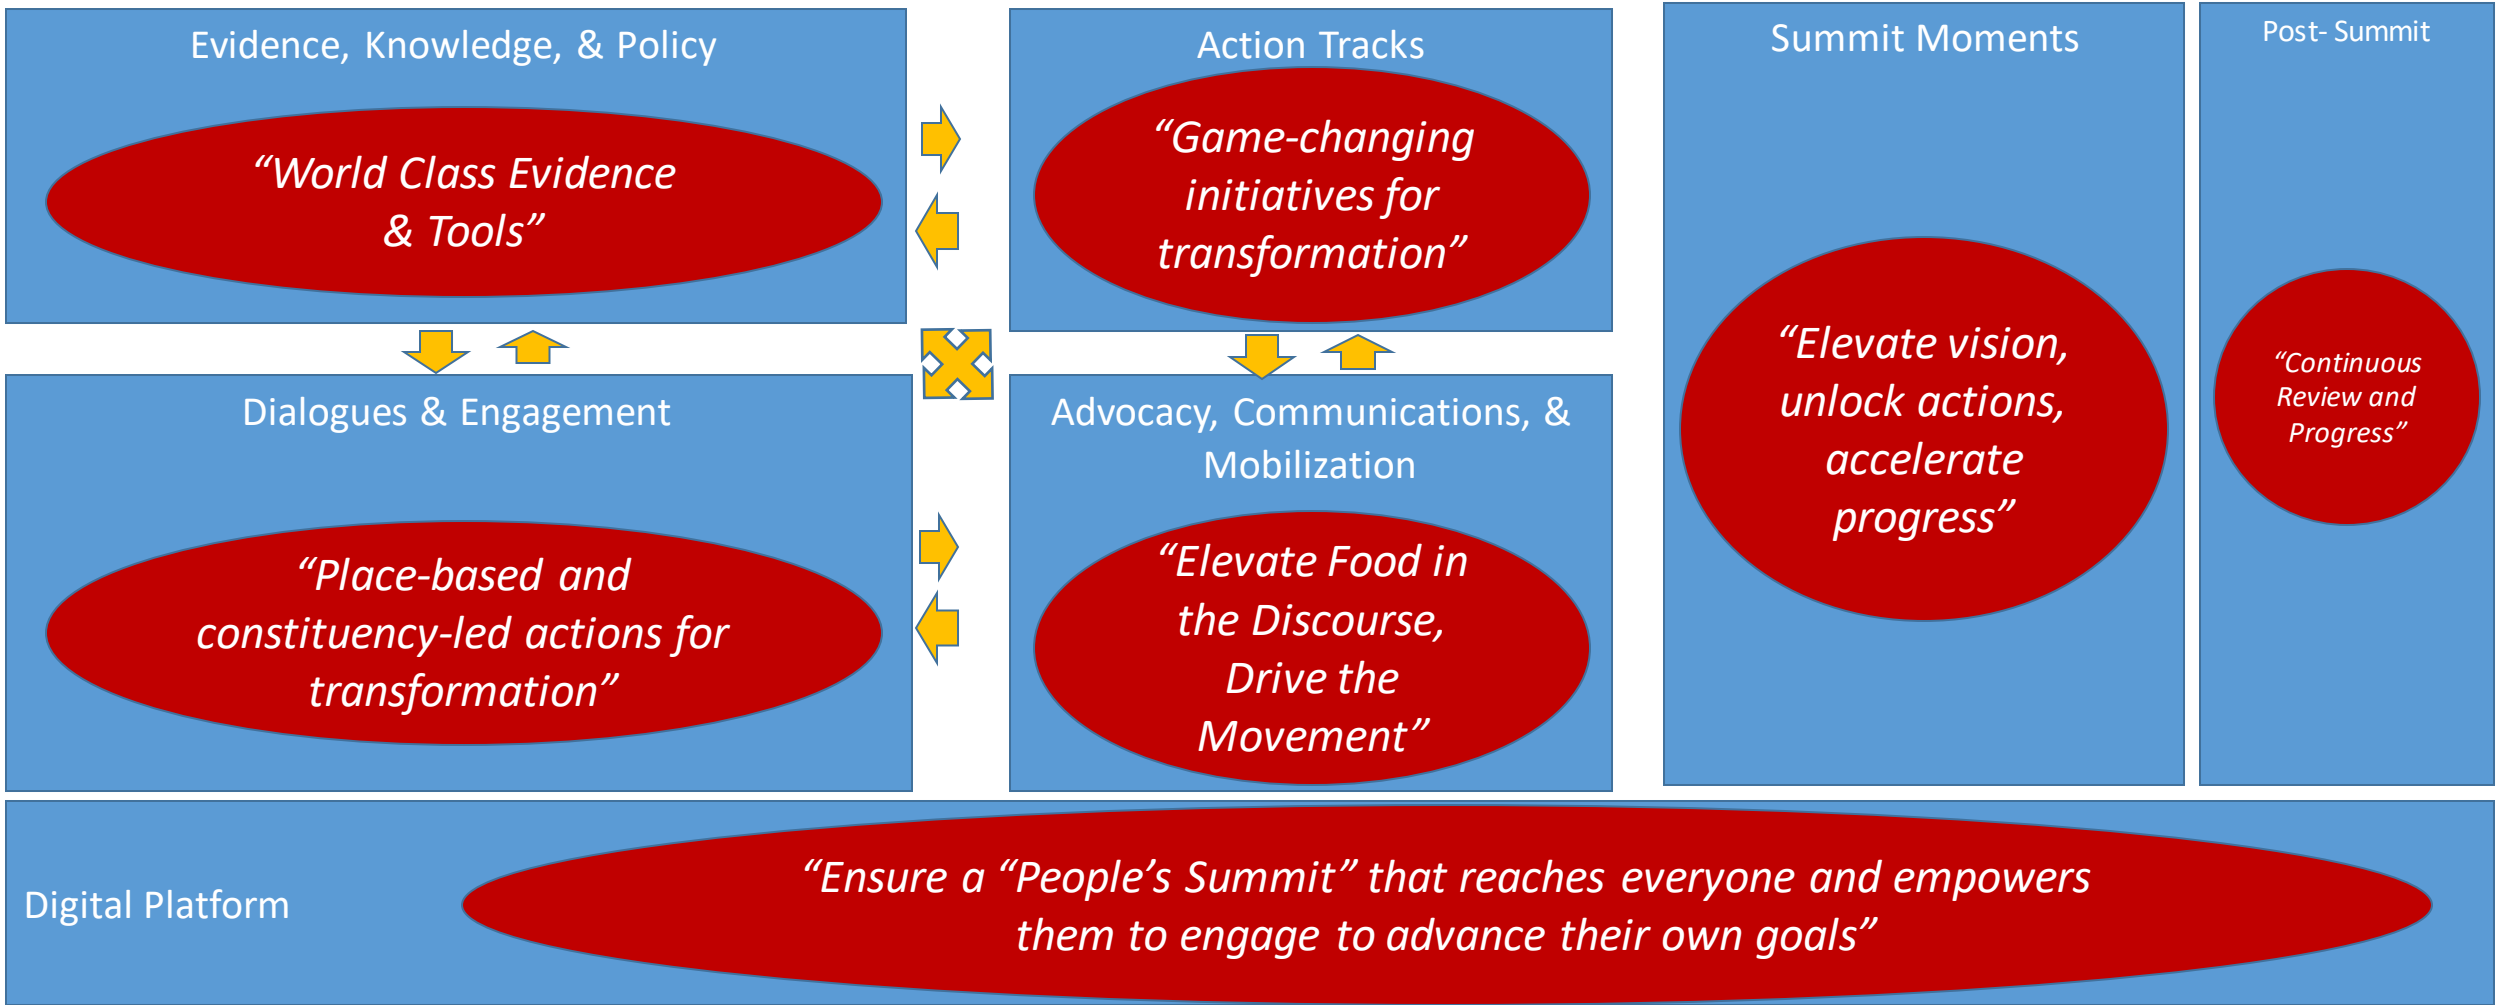 Evidence, Knowledge, & Policy
“World Class Evidence
& Tools”
Action Tracks
“Game-changing
initiatives for
transformation”
Summit Moments
“Elevate vision,
unlock actions,
accelerate
progress”
Post- Summit
“Continuous
Review and
Progress”
Dialogues & Engagement
“Place-based and
constituency-led actions for
transformation”
Advocacy, Communications, &
Mobilization
“Elevate Food in
the Discourse,
Drive the
Movement”
Digital Platform
“Ensure a “People’s Summit” that reaches everyone and empowers
them to engage to advance their own goals”